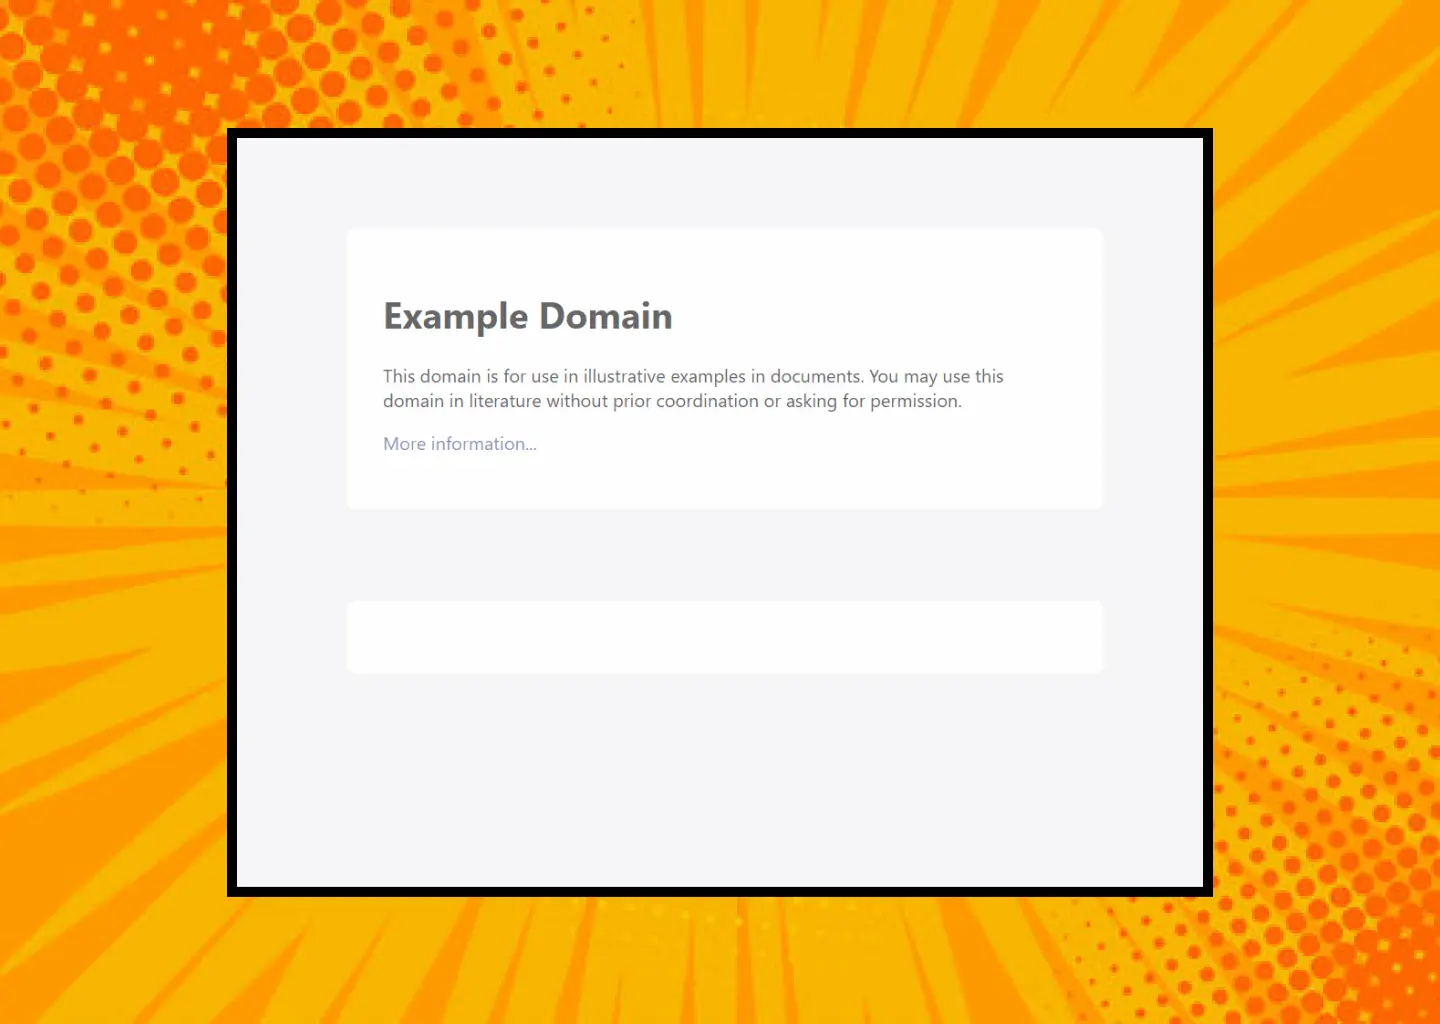 Example Domain
This domain is for use in illustrative examples in documents. You may use this
domain in literature without prior coordination or asking for permission.
More information...